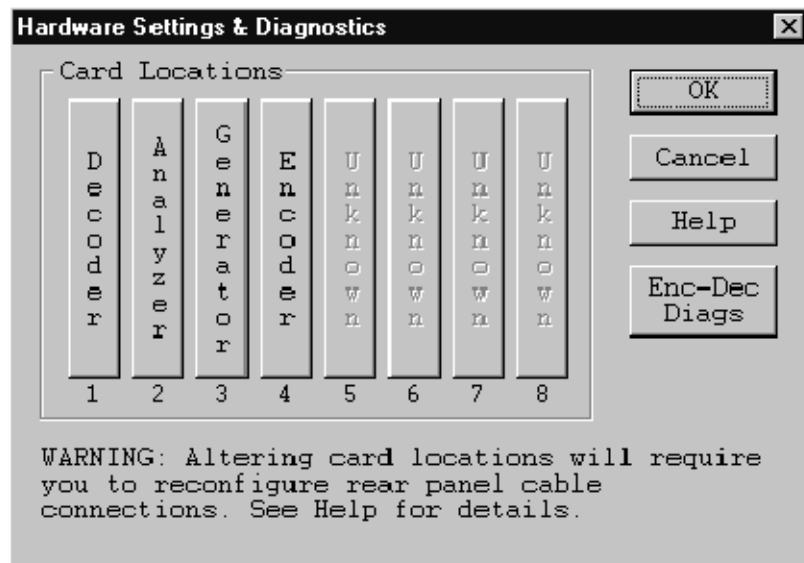 Hardware Settings & Diagnostics
Card Locations
Decoder
Analyzer
Generator
Encoder
Unknown
Unknown
Unknown
Unknown
1 2 3 4 5 6 7 8
OK
Cancel
Help
Enc-Dec
Diags
WARNING: Altering card locations will require
you to reconfigure rear panel cable
connections. See Help for details.